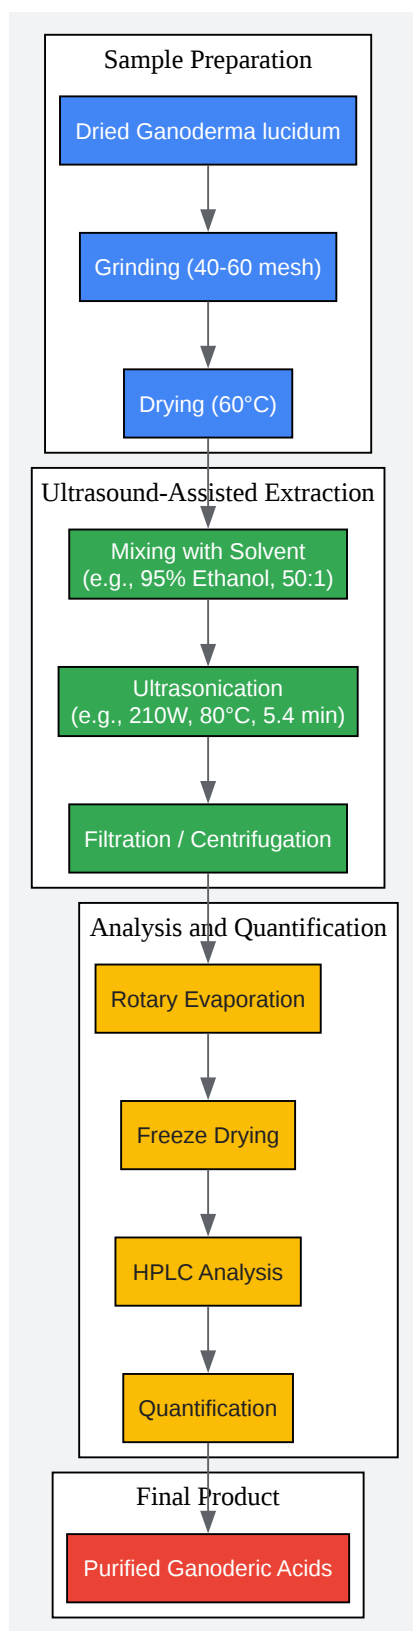 Sample Preparation
Dried Ganoderma lucidum
Grinding (40-60 mesh)
Drying (60°C)
Ultrasound-Assisted Extraction
Mixing with Solvent
(e.g., 95% Ethanol, 50:1)
Ultrasonication
(e.g., 210W, 80°C, 5.4 min)
Filtration / Centrifugation
Analysis and Quantification
Rotary Evaporation
Freeze Drying
HPLC Analysis
Quantification
Final Product
Purified Ganoderic Acids